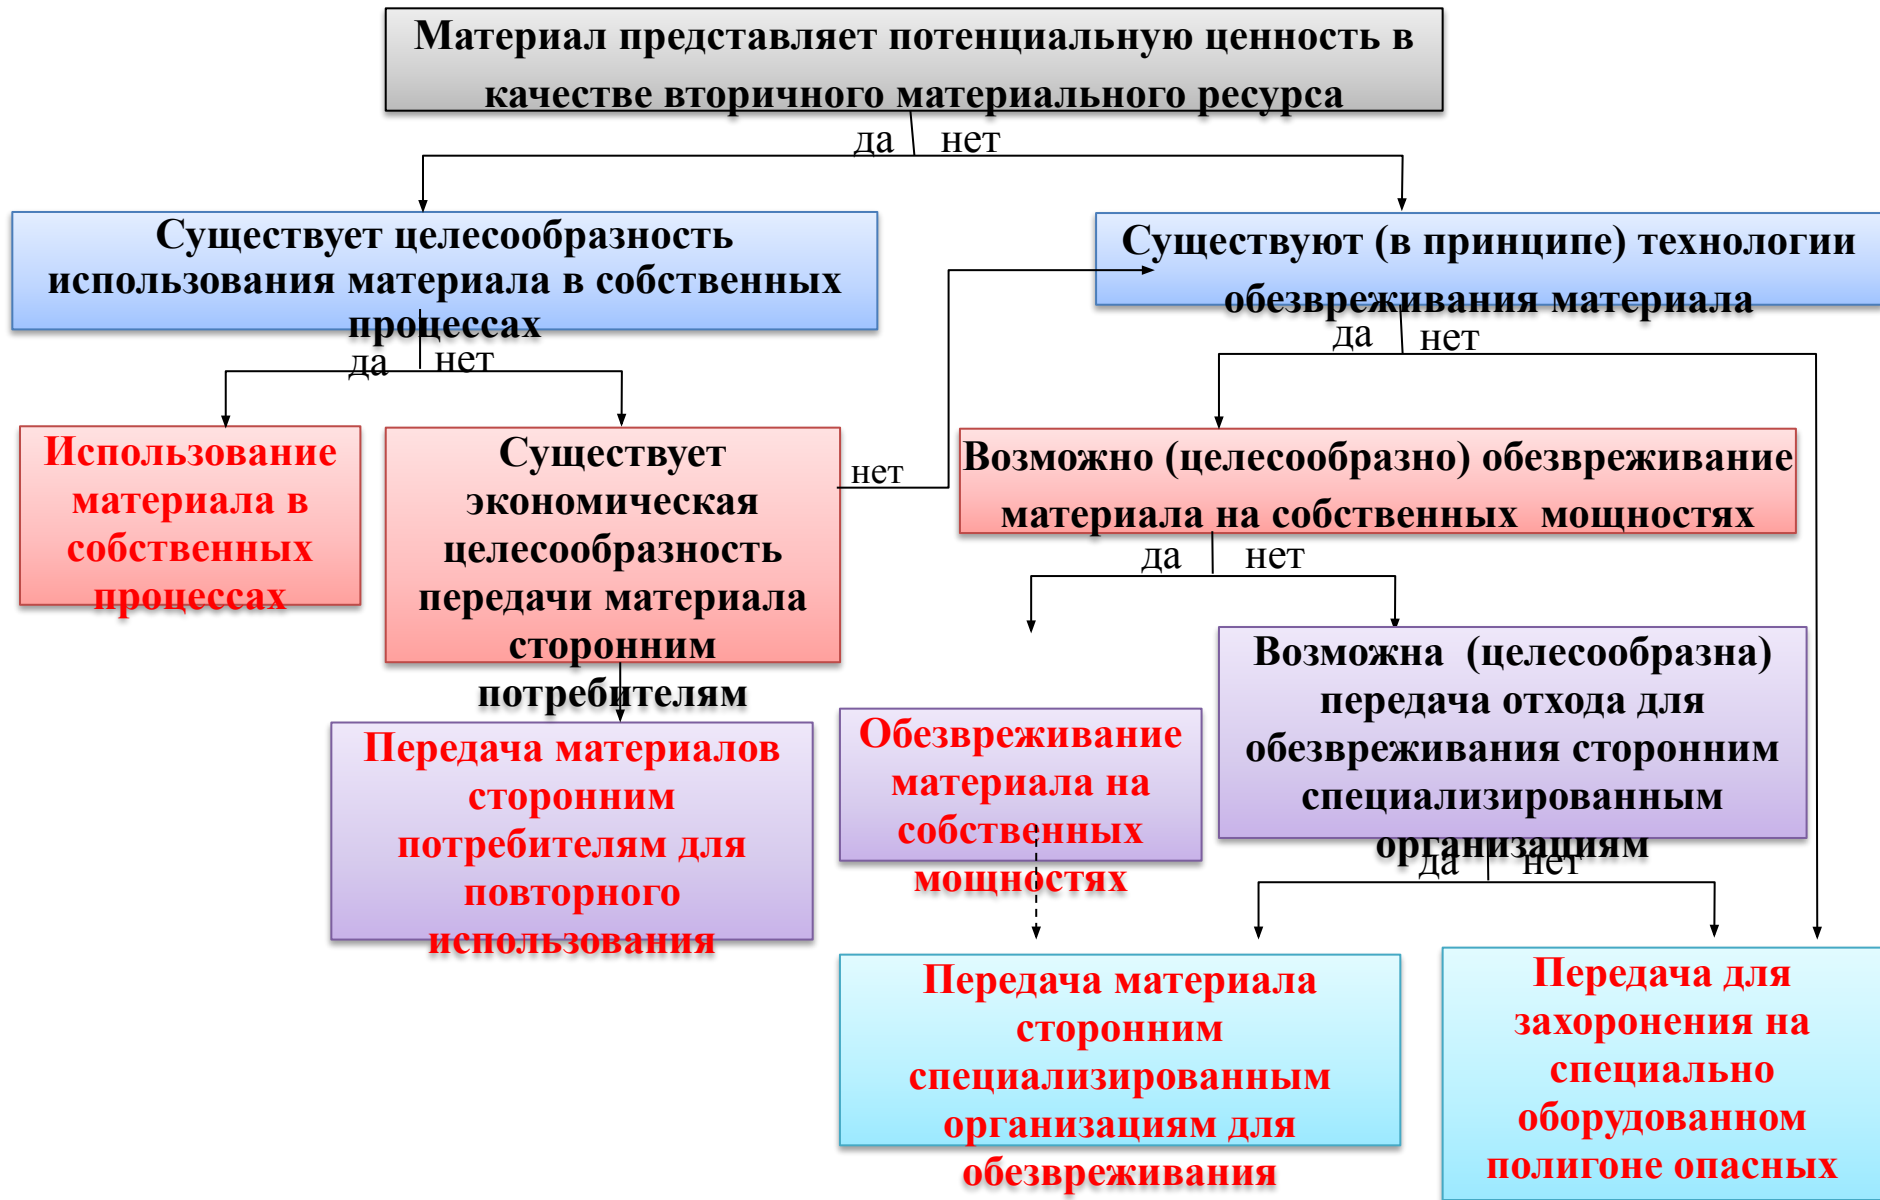 Материал представляет потенциальную ценность в
качестве вторичного материального ресурса
да
нет
Существует целесообразность
использования материала в собственных
процессах
Существуют (в принципе) технологии
обезвреживания материала
да
нет
да
нет
Использование
материала в
собственных
процессах
Существует
экономическая
целесообразность
передачи материала
сторонним
потребителям
нет
Возможно (целесообразно) обезвреживание
материала на собственных мощностях
да
нет
Передача материалов
сторонним
потребителям для
повторного
использования
Обезвреживание
материала на
собственных
мощностях
Возможна (целесообразна)
передача отхода для
обезвреживания сторонним
специализированным
организациям
да
нет
Передача материала
сторонним
специализированным
организациям для
обезвреживания
Передача для
захоронения на
специально
оборудованном
полигоне опасных